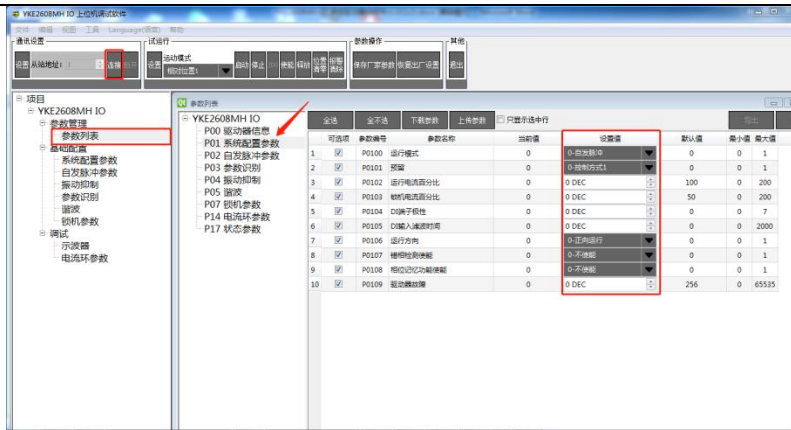 YKE2608MH IO 上位机调试软件
文件 编辑 视图 工具 Language(语言) 帮助
通讯设置 试运行 参数操作 其他
设置 从站地址: 连接 断开 设置 运动模式 相对位置: 启动 停止 使能 释放 位置清零 报警清除 保存厂家参数 恢复出厂设置 退出
项目
YKE2608MH IO
参数管理
参数列表
基础配置
系统配置参数
自发脉冲
振动抑制
参数识别
谐波
锁机参数
调试
示波器
电流环参数
参数列表
YKE2608MH IO
P00 驱动器信息
P01 系统配置参数
P02 自发脉冲参数
P03 参数识别
P04 振动抑制
P05 谐波
P07 锁机参数
P14 电流环参数
P17 状态参数
全选 全不选 下载参数 上传参数 只显示选中行 导出
可选项 参数编号 参数名称 当前值 设置值 默认值 最小值 最大值
1 P0100 运行模式 0 0-自发脉冲 0 0 1
2 P0101 预留 0 0-控制方式1 0 0 1
3 P0102 运行电流百分比 0 0 DEC 100 0 200
4 P0103 锁机电流百分比 0 0 DEC 50 0 200
5 P0104 DI端子极性 0 0 DEC 0 0 7
6 P0105 DI输入滤波时间 0 0 DEC 0 0 2000
7 P0106 运行方向 0 0-正向运行 0 0 1
8 P0107 错相检测使能 0 0-不使能 0 0 1
9 P0108 相位记忆功能使能 0 0-不使能 0 0 1
10 P0109 驱动器故障 0 0 DEC 256 0 65535